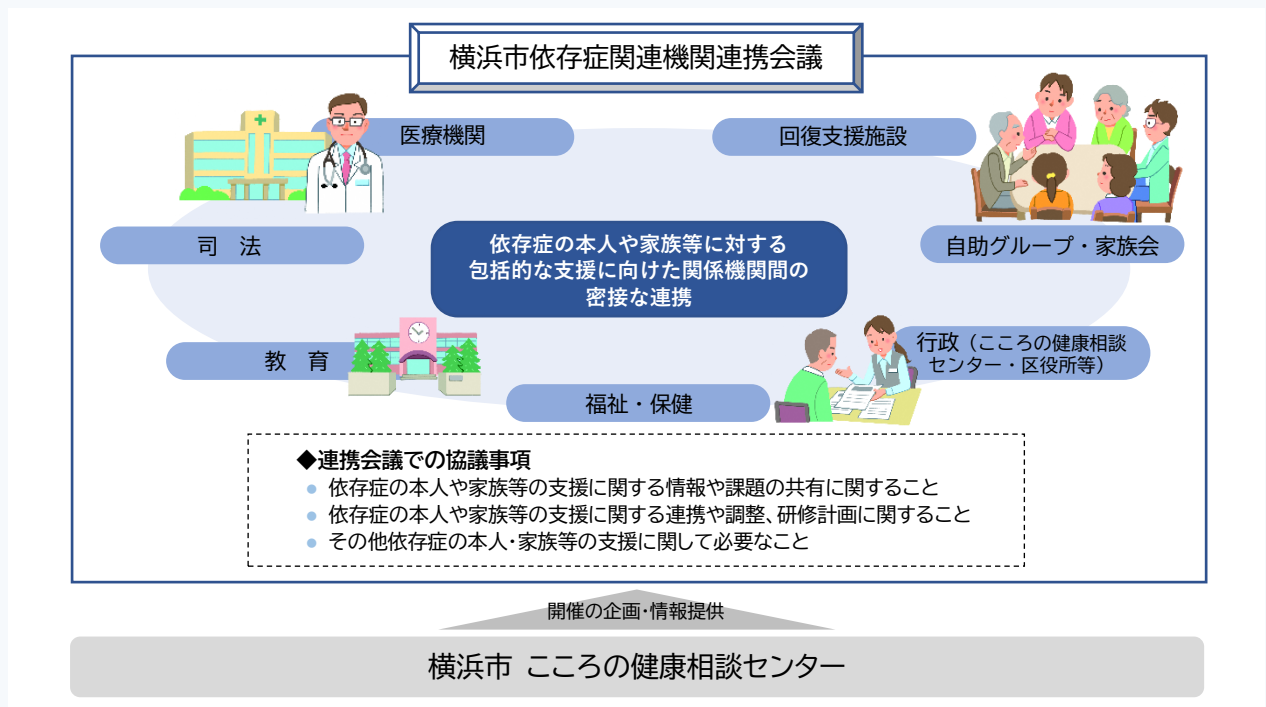 横浜市依存症関連機関連携会議
医療機関
回復支援施設
司　法
自助グループ・家族会
依存症の本人や家族等に対する
包括的な支援に向けた関係機関間の
密接な連携
教　育
行政（こころの健康相談
センター・区役所等）
福祉・保健
◆連携会議での協議事項
● 依存症の本人や家族等の支援に関する情報や課題の共有に関すること
● 依存症の本人や家族等の支援に関する連携や調整、研修計画に関すること
● その他依存症の本人・家族等の支援に関して必要なこと
開催の企画・情報提供
横浜市 こころの健康相談センター